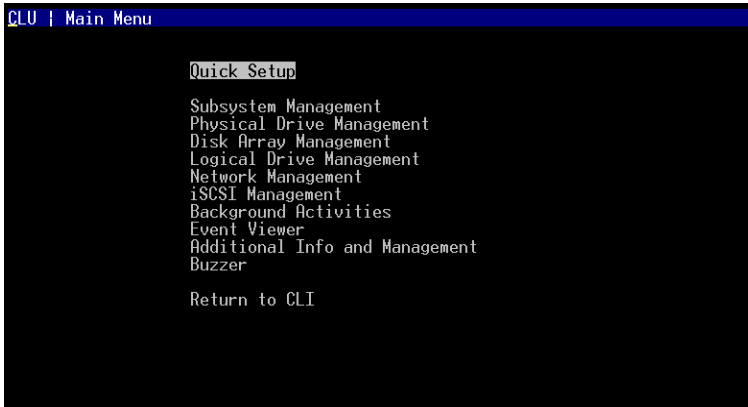 CLU | Main Menu
Quick Setup
Subsystem Management
Physical Drive Management
Disk Array Management
Logical Drive Management
Network Management
iSCSI Management
Background Activities
Event Viewer
Additional Info and Management
Buzzer
Return to CLI